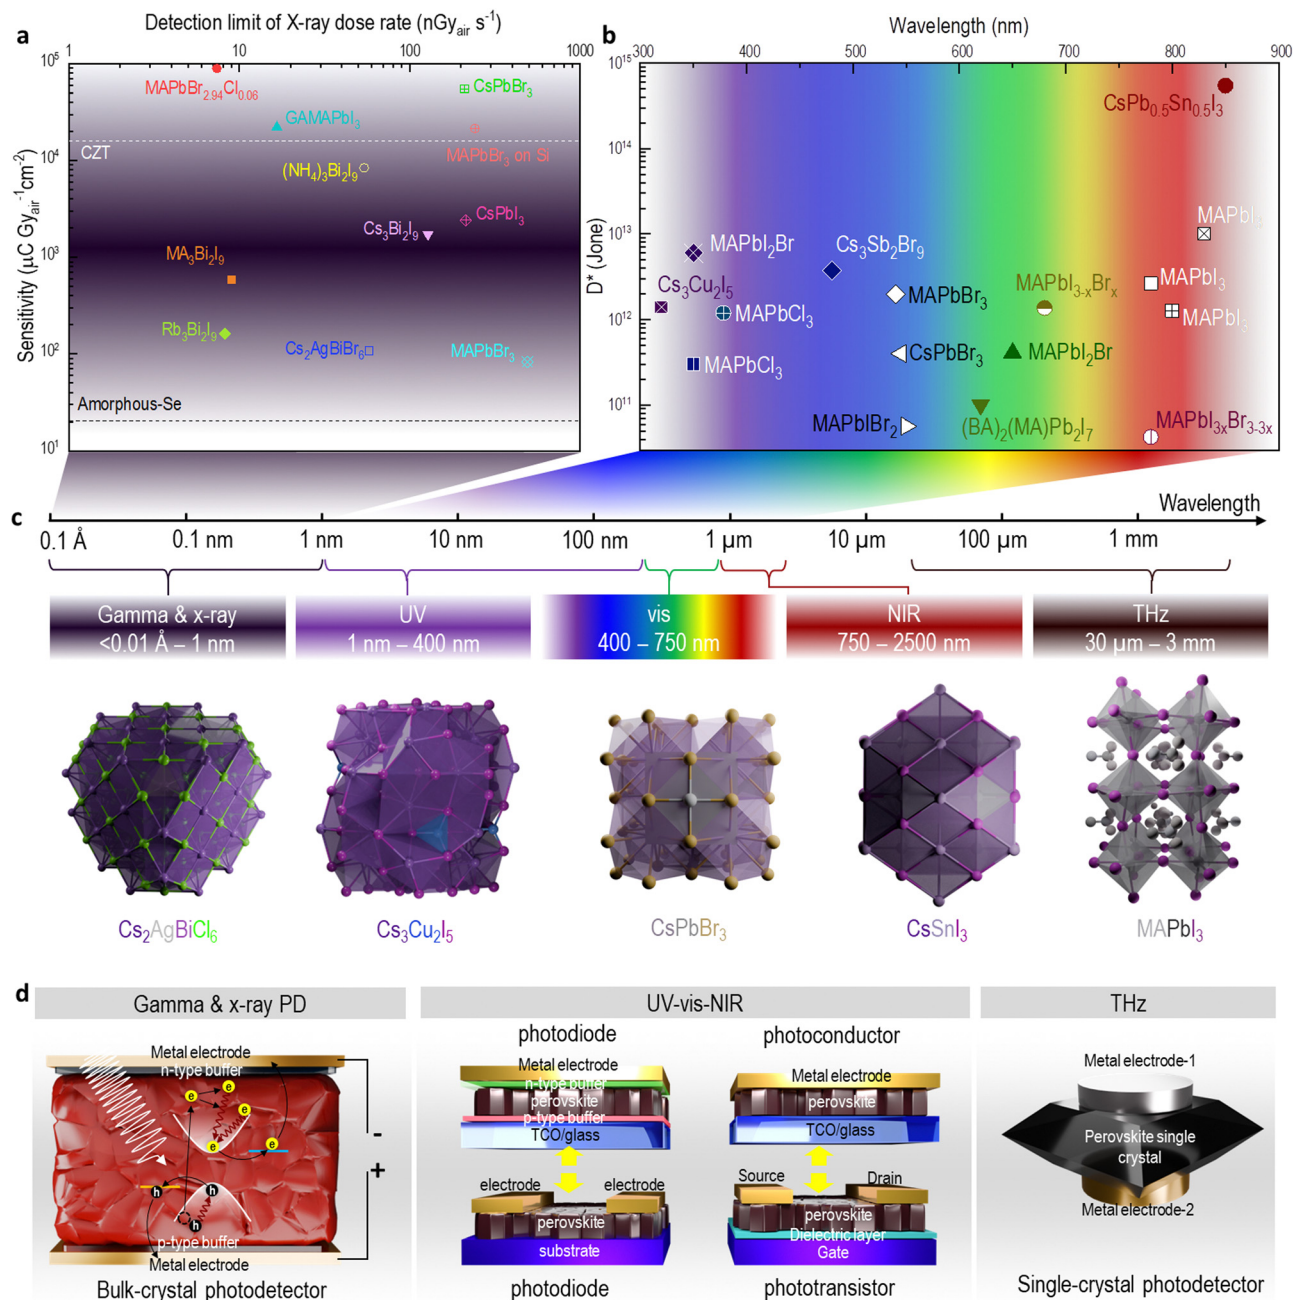 a
Detection limit of X-ray dose rate (nGy_air s⁻¹)
1 10 100 1000
Sensitivity (µC Gy_air⁻¹cm⁻²)
10⁵
10⁴
10³
10²
10¹
MAPbBr₂.₉₄Cl₀.₀₆
CsPbBr₃
GAMAPbI₃
CZT
MAPbBr₃ on Si
(NH₄)₃Bi₂I₉
CsPbI₃
Cs₃Bi₂I₉
MA₃Bi₂I₉
Rb₃Bi₂I₉
Cs₂AgBiBr₆
MAPbBr₃
Amorphous-Se
b
Wavelength (nm)
300 400 500 600 700 800 900
D* (Jone)
10¹⁵
10¹⁴
10¹³
10¹²
10¹¹
CsPb₀.₅Sn₀.₅I₃
MAPbI
MAPbI₂Br
Cs₃Sb₂Br₉
Cs₃Cu₂I₅
MAPbBr₃
MAPbI₃₋ₓBrₓ
MAPbI₃
MAPbCl₃
MAPbI₃
MAPbCl₃
CsPbBr₃
MAPbI₂Br
MAPbIBr₂
(BA)₂(MA)Pb₂I₇
MAPbI₃ₓBr₃₋₃ₓ
c
Wavelength
0.1 Å 0.1 nm 1 nm 10 nm 100 nm 1 µm 10 µm 100 µm 1 mm
Gamma & x-ray
<0.01 Å – 1 nm
UV
1 nm – 400 nm
vis
400 – 750 nm
NIR
750 – 2500 nm
THz
30 µm – 3 mm
Cs₂AgBiCl₆
Cs₃Cu₂I₅
CsPbBr₃
CsSnI₃
MAPbI₃
d
Gamma & x-ray PD
Metal electrode
n-type buffer
e
e
e
e
e
h
h
h
-
+
p-type buffer
Metal electrode
Bulk-crystal photodetector
UV-vis-NIR
photodiode
Metal electrode
n-type buffer
perovskite
p-type buffer
TCO/glass
electrode electrode
perovskite
substrate
photodiode
photoconductor
Metal electrode
perovskite
TCO/glass
Source Drain
perovskite
Dielectric layer
Gate
phototransistor
THz
Metal electrode-1
Perovskite single
crystal
Metal electrode-2
Single-crystal photodetector